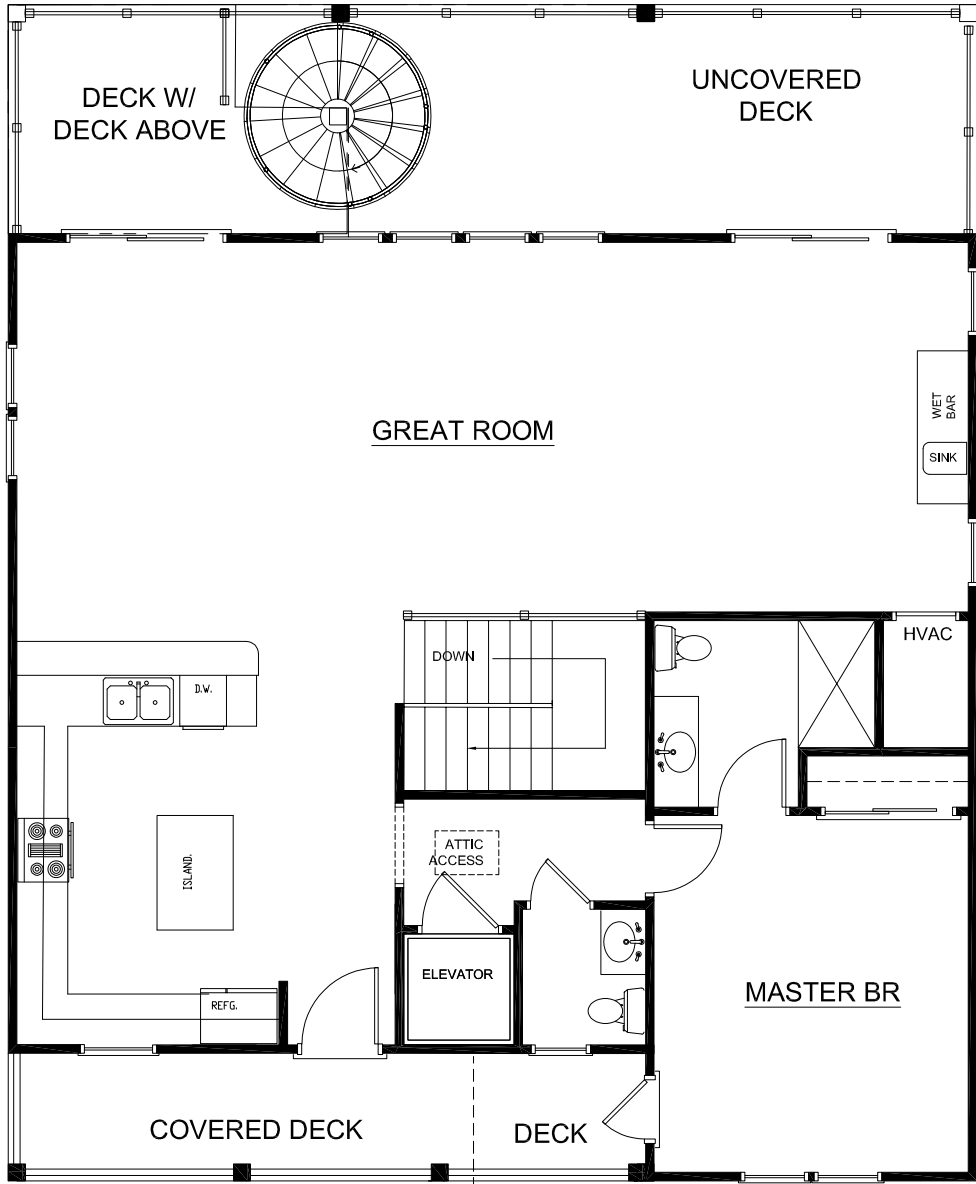 DECK W/
DECK ABOVE
UNCOVERED
DECK
GREAT ROOM
WET
BAR
SINK
DOWN
HVAC
D.W.
ATTIC
ACCESS
ISLAND.
ELEVATOR
REFG.
MASTER BR
COVERED DECK
DECK